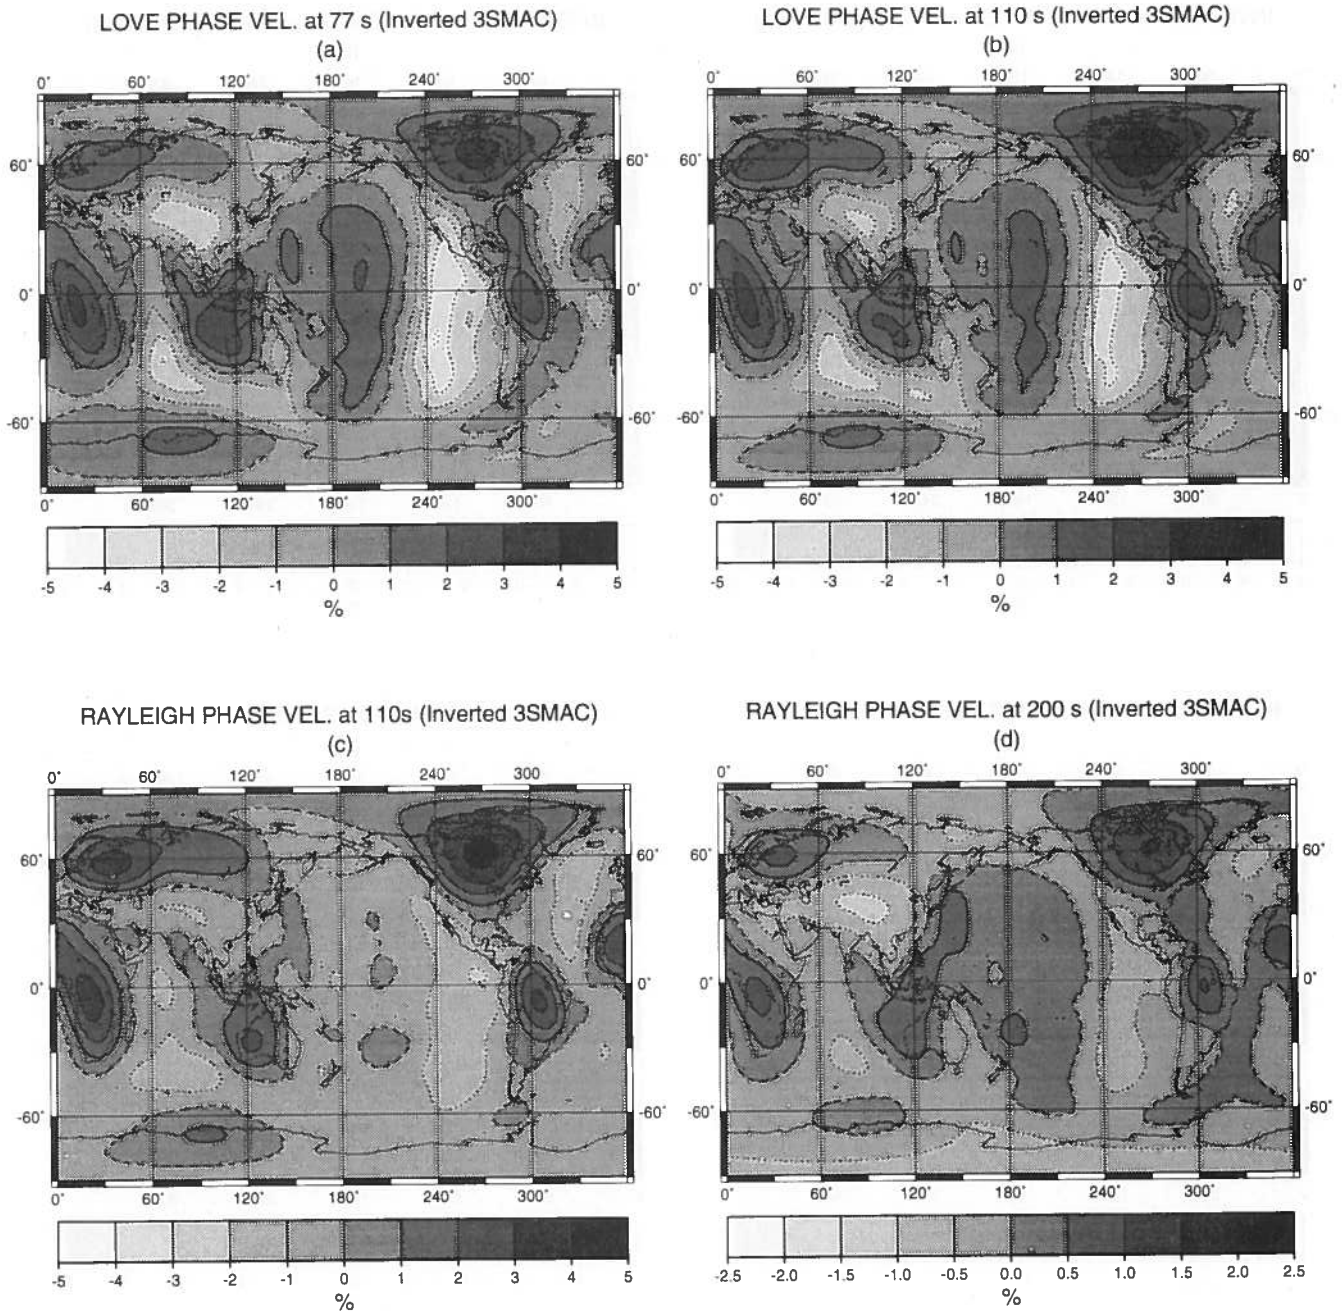 LOVE PHASE VEL. at 77 s (Inverted 3SMAC)
(a)
0° 60° 120° 180° 240° 300°
60° 60°
0° 0°
-60° -60°
0° 60° 120° 180° 240° 300°
-5 -4 -3 -2 -1 0 1 2 3 4 5
%
LOVE PHASE VEL. at 110 s (Inverted 3SMAC)
(b)
0° 60° 120° 180° 240° 300°
60° 60°
0° 0°
-60° -60°
0° 60° 120° 180° 240° 300°
-5 -4 -3 -2 -1 0 1 2 3 4 5
%
RAYLEIGH PHASE VEL. at 110s (Inverted 3SMAC)
(c)
0° 60° 120° 180° 240° 300°
60° 60°
0° 0°
-60° -60°
0° 60° 120° 180° 240° 300°
-5 -4 -3 -2 -1 0 1 2 3 4 5
%
RAYLEIGH PHASE VEL. at 200 s (Inverted 3SMAC)
(d)
0° 60° 120° 180° 240° 300°
60° 60°
0° 0°
-60° -60°
0° 60° 120° 180° 240° 300°
-2.5 -2.0 -1.5 -1.0 -0.5 0.0 0.5 1.0 1.5 2.0 2.5
%